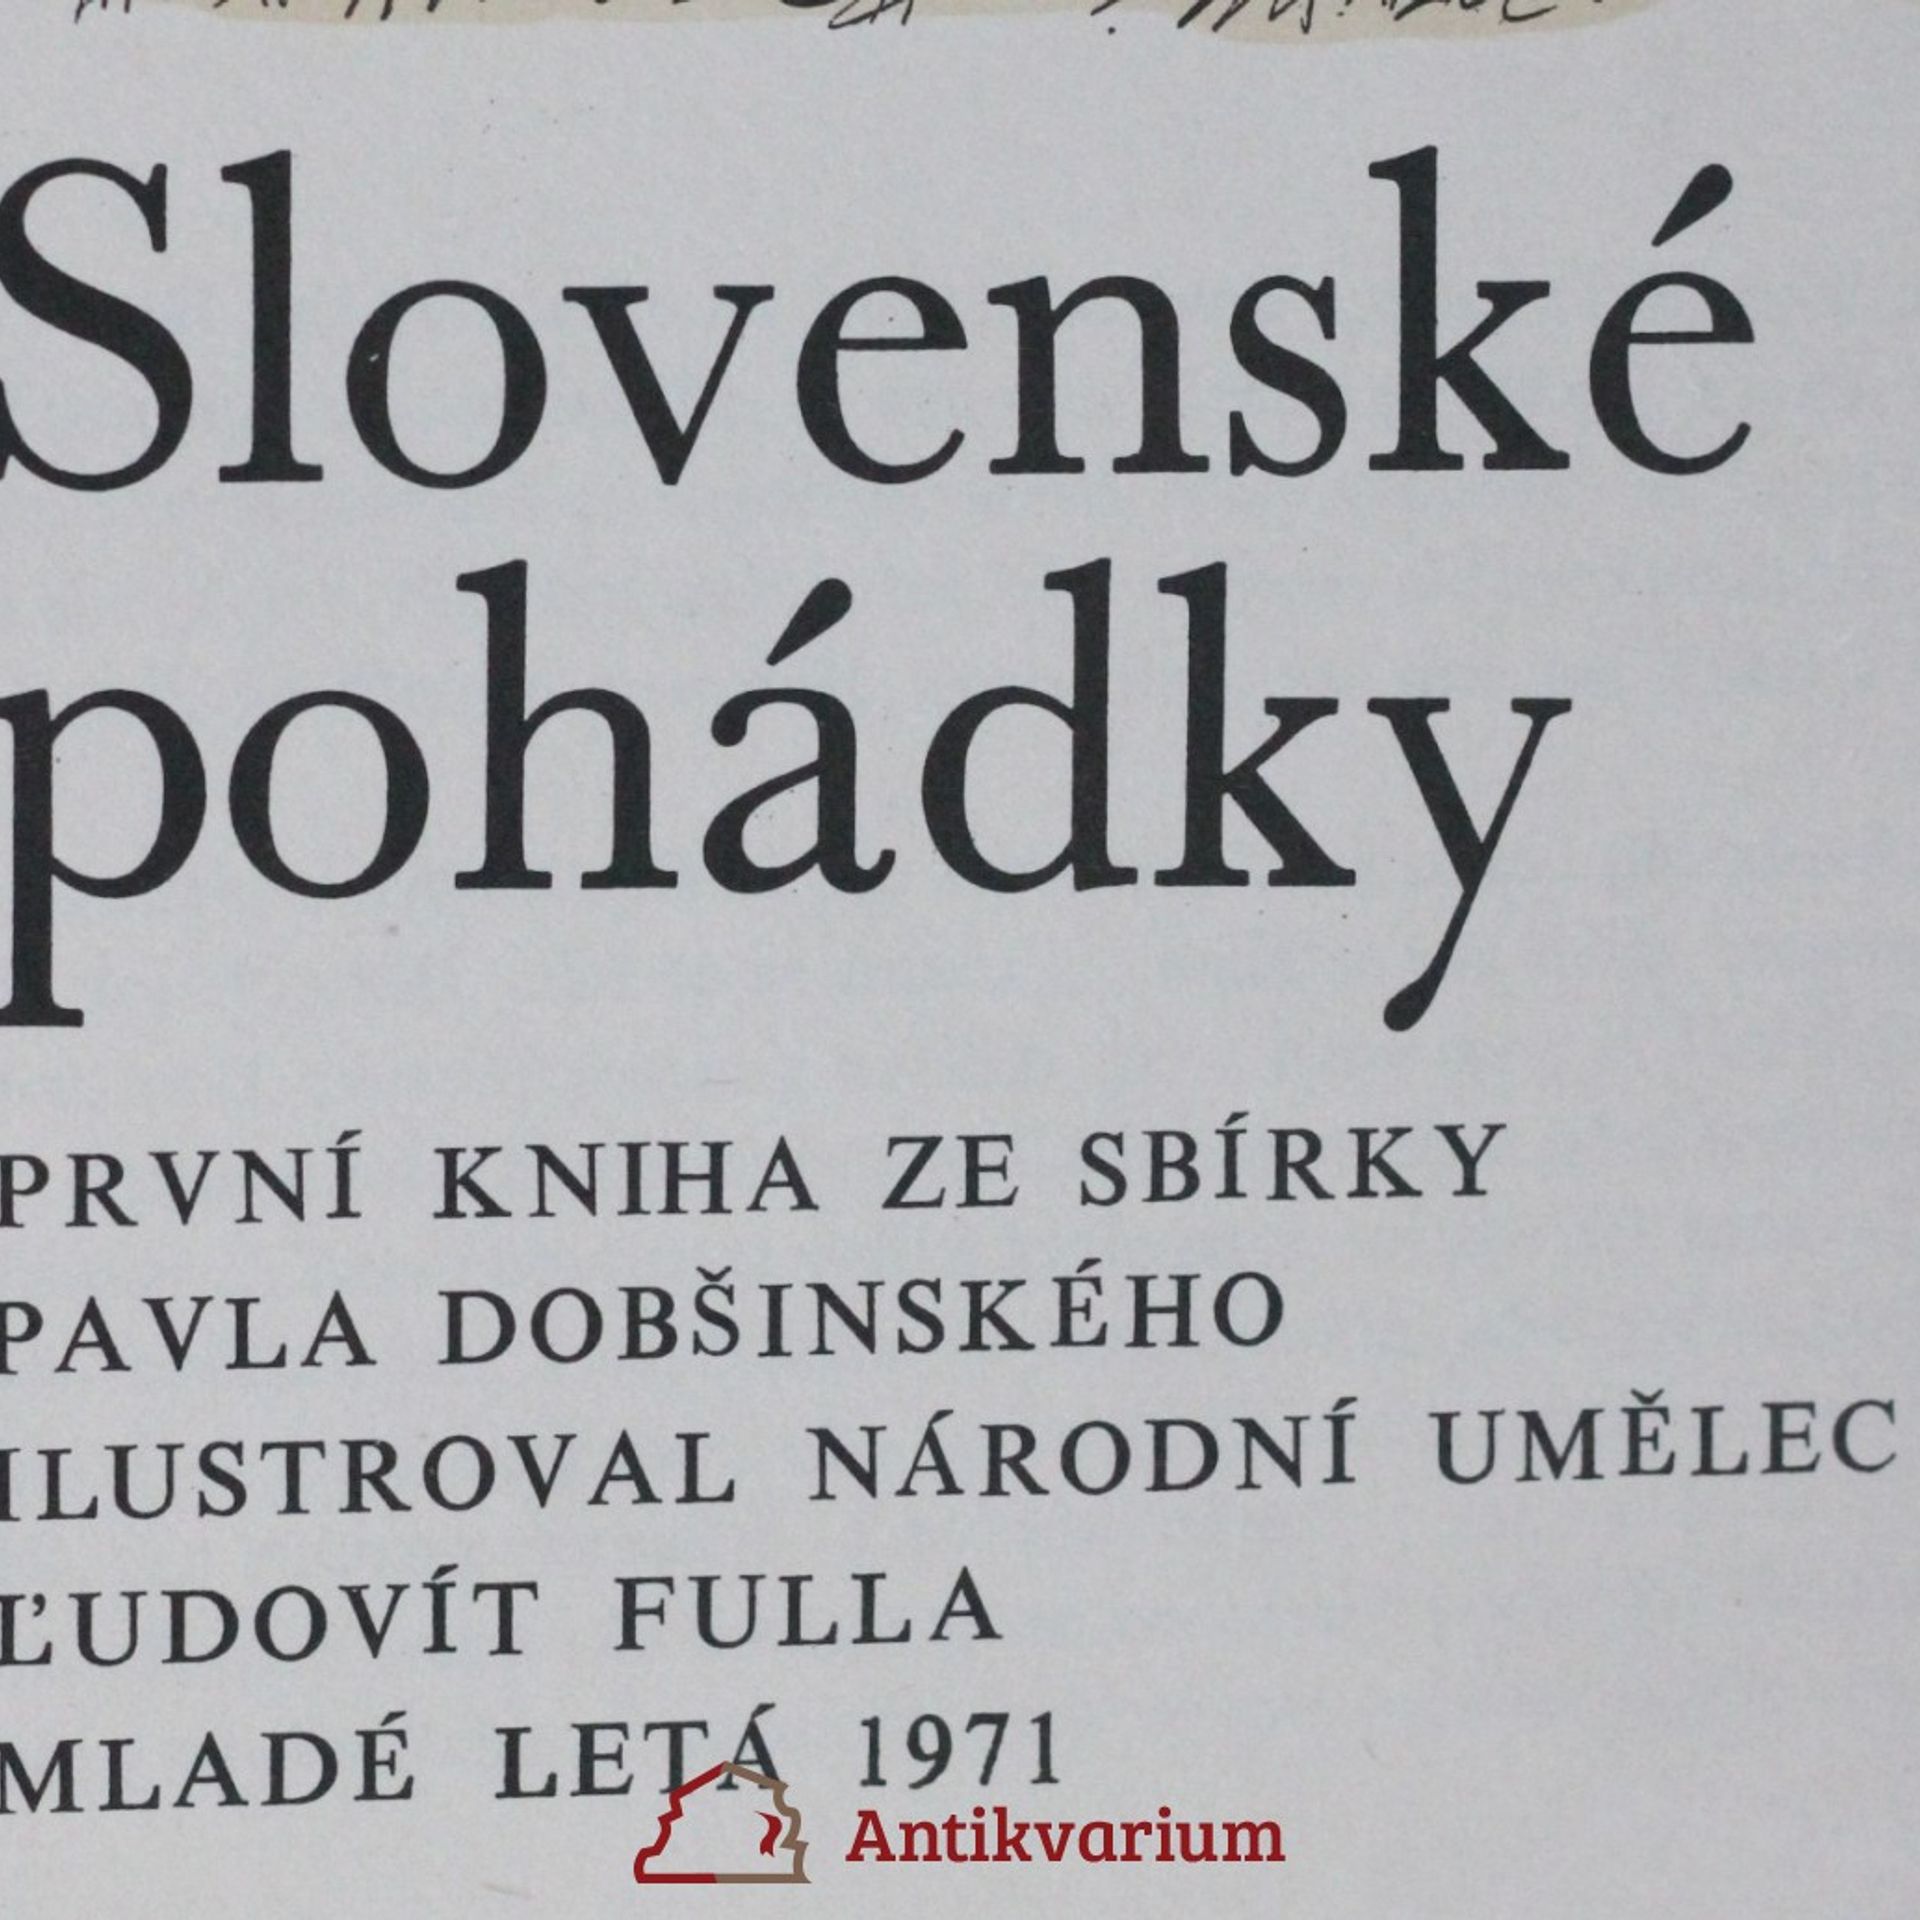 Slovenské
pohádky
PRVNÍ KNIHA ZE SBÍRKY
PAVLA DOBŠINSKÉHO
ILUSTROVAL NÁRODNÍ UMĚLEC
ĽUDOVÍT FULLA
MLADÉ LETÁ 1971
Antikvarium